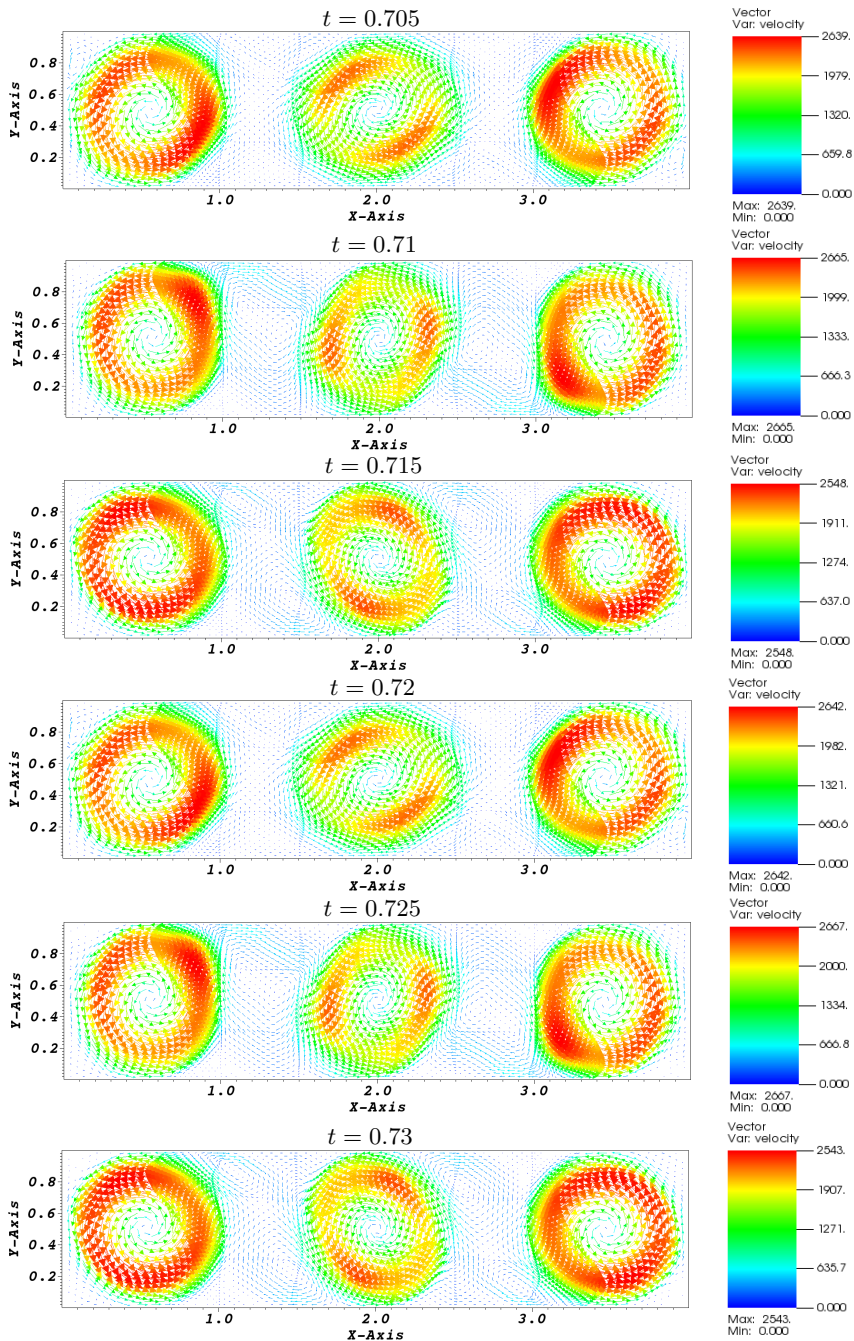 t = 0.705
Vector
Var: velocity
2639.
1979.
1320.
659.8
0.000
Max: 2639.
Min: 0.000
Y-Axis
0.8
0.6
0.4
0.2
1.0 2.0 3.0
X-Axis
t = 0.71
Vector
Var: velocity
2665.
1999.
1333.
666.3
0.000
Max: 2665.
Min: 0.000
Y-Axis
0.8
0.6
0.4
0.2
1.0 2.0 3.0
X-Axis
t = 0.715
Vector
Var: velocity
2548.
1911.
1274.
637.0
0.000
Max: 2548.
Min: 0.000
Y-Axis
0.8
0.6
0.4
0.2
1.0 2.0 3.0
X-Axis
t = 0.72
Vector
Var: velocity
2642.
1982.
1321.
660.6
0.000
Max: 2642.
Min: 0.000
Y-Axis
0.8
0.6
0.4
0.2
1.0 2.0 3.0
X-Axis
t = 0.725
Vector
Var: velocity
2667.
2000.
1334.
666.8
0.000
Max: 2667.
Min: 0.000
Y-Axis
0.8
0.6
0.4
0.2
1.0 2.0 3.0
X-Axis
t = 0.73
Vector
Var: velocity
2543.
1907.
1271.
635.7
0.000
Max: 2543.
Min: 0.000
Y-Axis
0.8
0.6
0.4
0.2
1.0 2.0 3.0
X-Axis